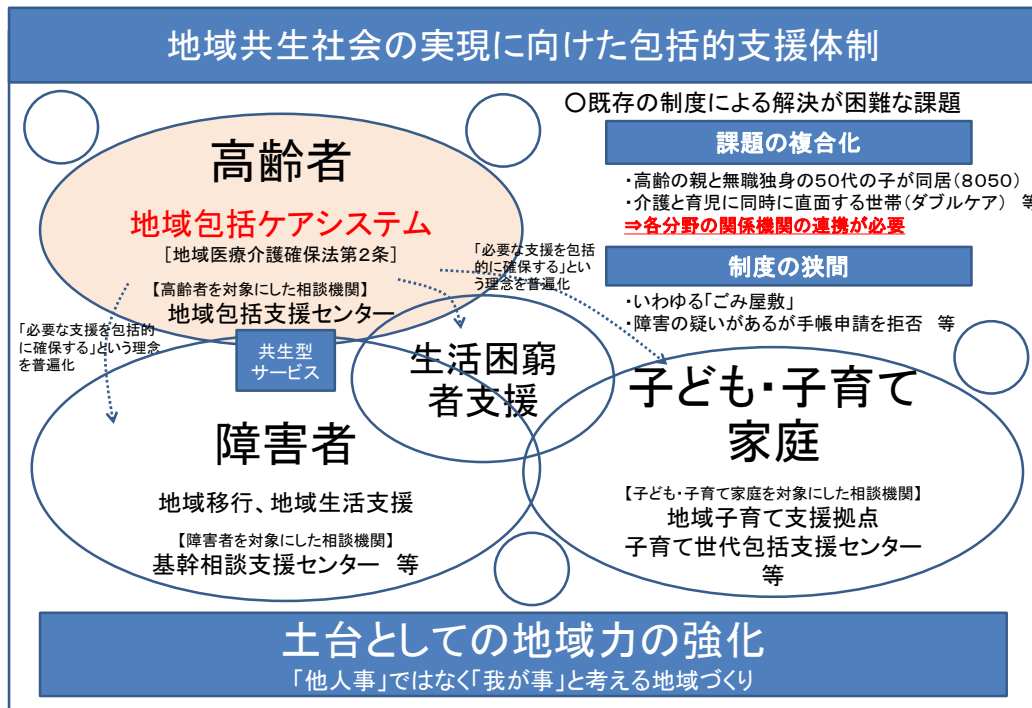 地域共生社会の実現に向けた包括的支援体制
○既存の制度による解決が困難な課題
課題の複合化
・高齢の親と無職独身の50代の子が同居(8050)
・介護と育児に同時に直面する世帯(ダブルケア) 等
⇒各分野の関係機関の連携が必要
制度の狭間
・いわゆる「ごみ屋敷」
・障害の疑いがあるが手帳申請を拒否 等
高齢者
地域包括ケアシステム
[地域医療介護確保法第2条]
【高齢者を対象にした相談機関】
地域包括支援センター
「必要な支援を包括
的に確保する」とい
う理念を普遍化
「必要な支援を包括的
に確保する」という理念
を普遍化
共生型
サービス
生活困窮
者支援
障害者
地域移行、地域生活支援
【障害者を対象にした相談機関】
基幹相談支援センター 等
子ども・子育て
家庭
【子ども・子育て家庭を対象にした相談機関】
地域子育て支援拠点
子育て世代包括支援センター
等
土台としての地域力の強化
「他人事」ではなく「我が事」と考える地域づくり